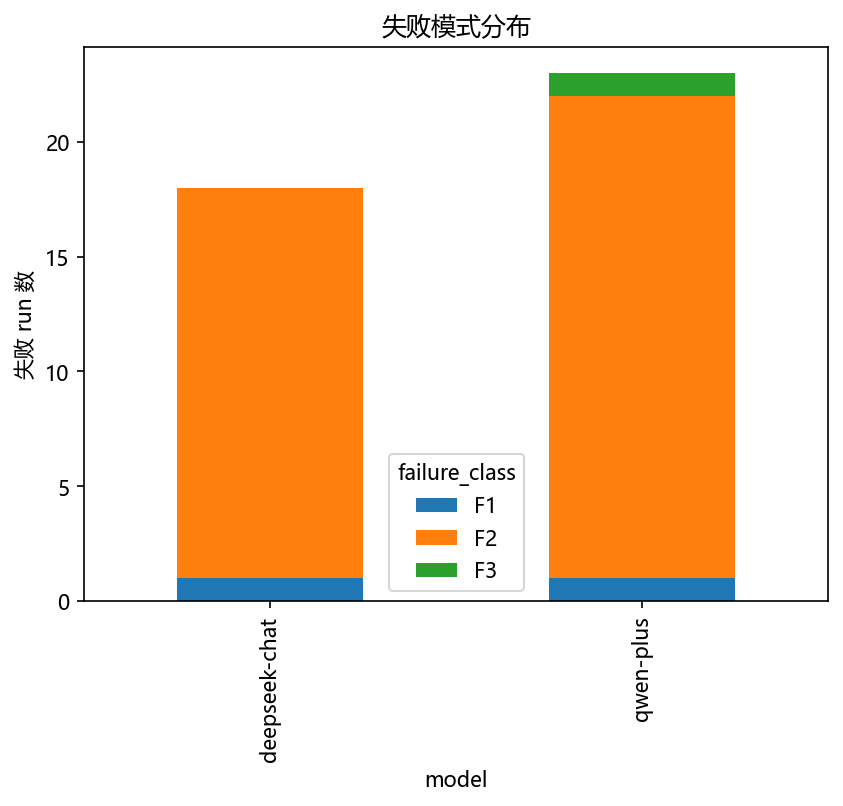 失败模式分布
失败 run 数
20
15
10
5
0
failure_class
F1
F2
F3
deepseek-chat
qwen-plus
model